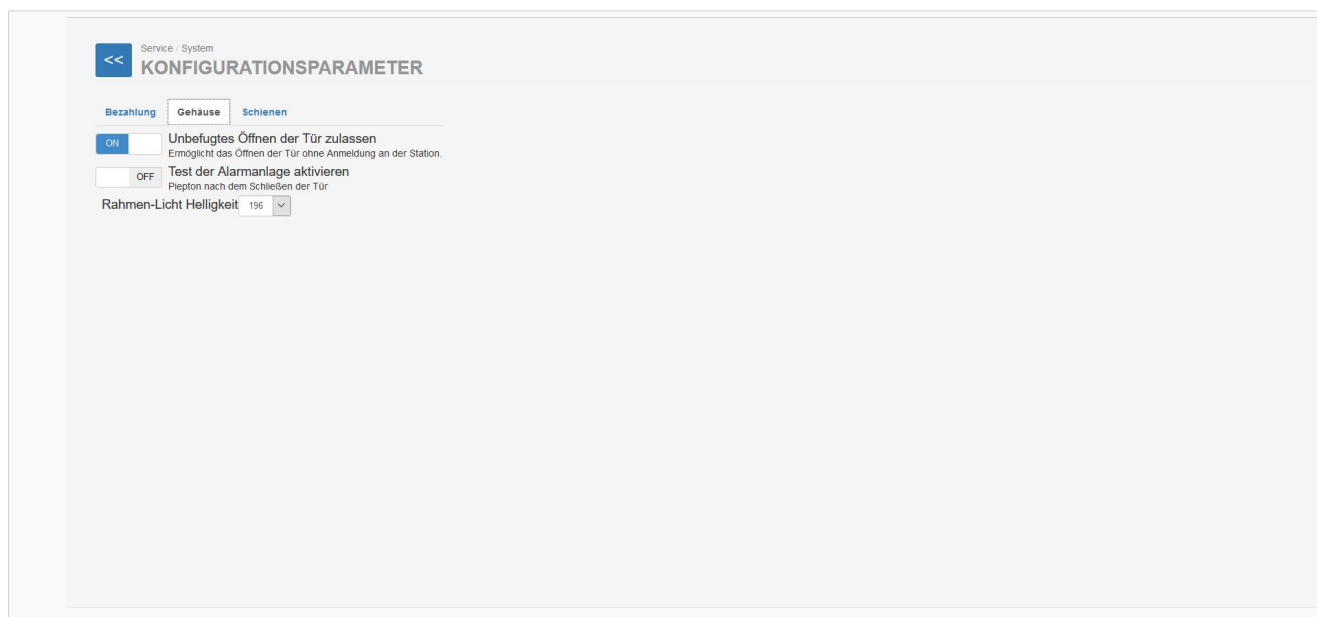 <<
Service / System
KONFIGURATIONSPARAMETER
Bezahlung Gehäuse Schienen
ON Unbefugtes Öffnen der Tür zulassen
Ermöglicht das Öffnen der Tür ohne Anmeldung an der Station.
OFF Test der Alarmanlage aktivieren
Piepton nach dem Schließen der Tür
Rahmen-Licht Helligkeit 196